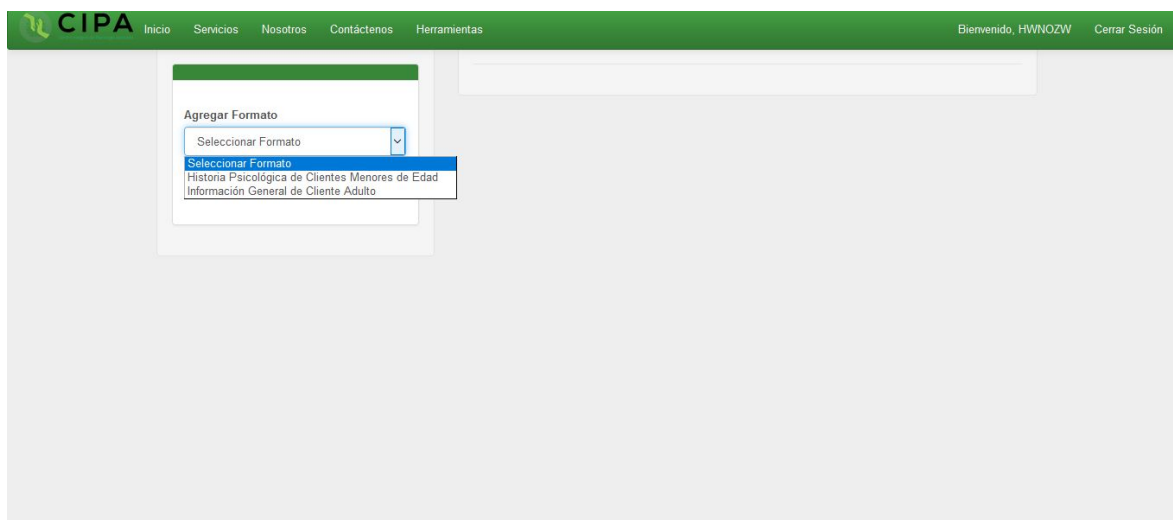 CIPA Inicio Servicios Nosotros Contáctenos Herramientas Bienvenido, HWNOZW Cerrar Sesión
Agregar Formato
Seleccionar Formato
Seleccionar Formato
Historia Psicológica de Clientes Menores de Edad
Información General de Cliente Adulto